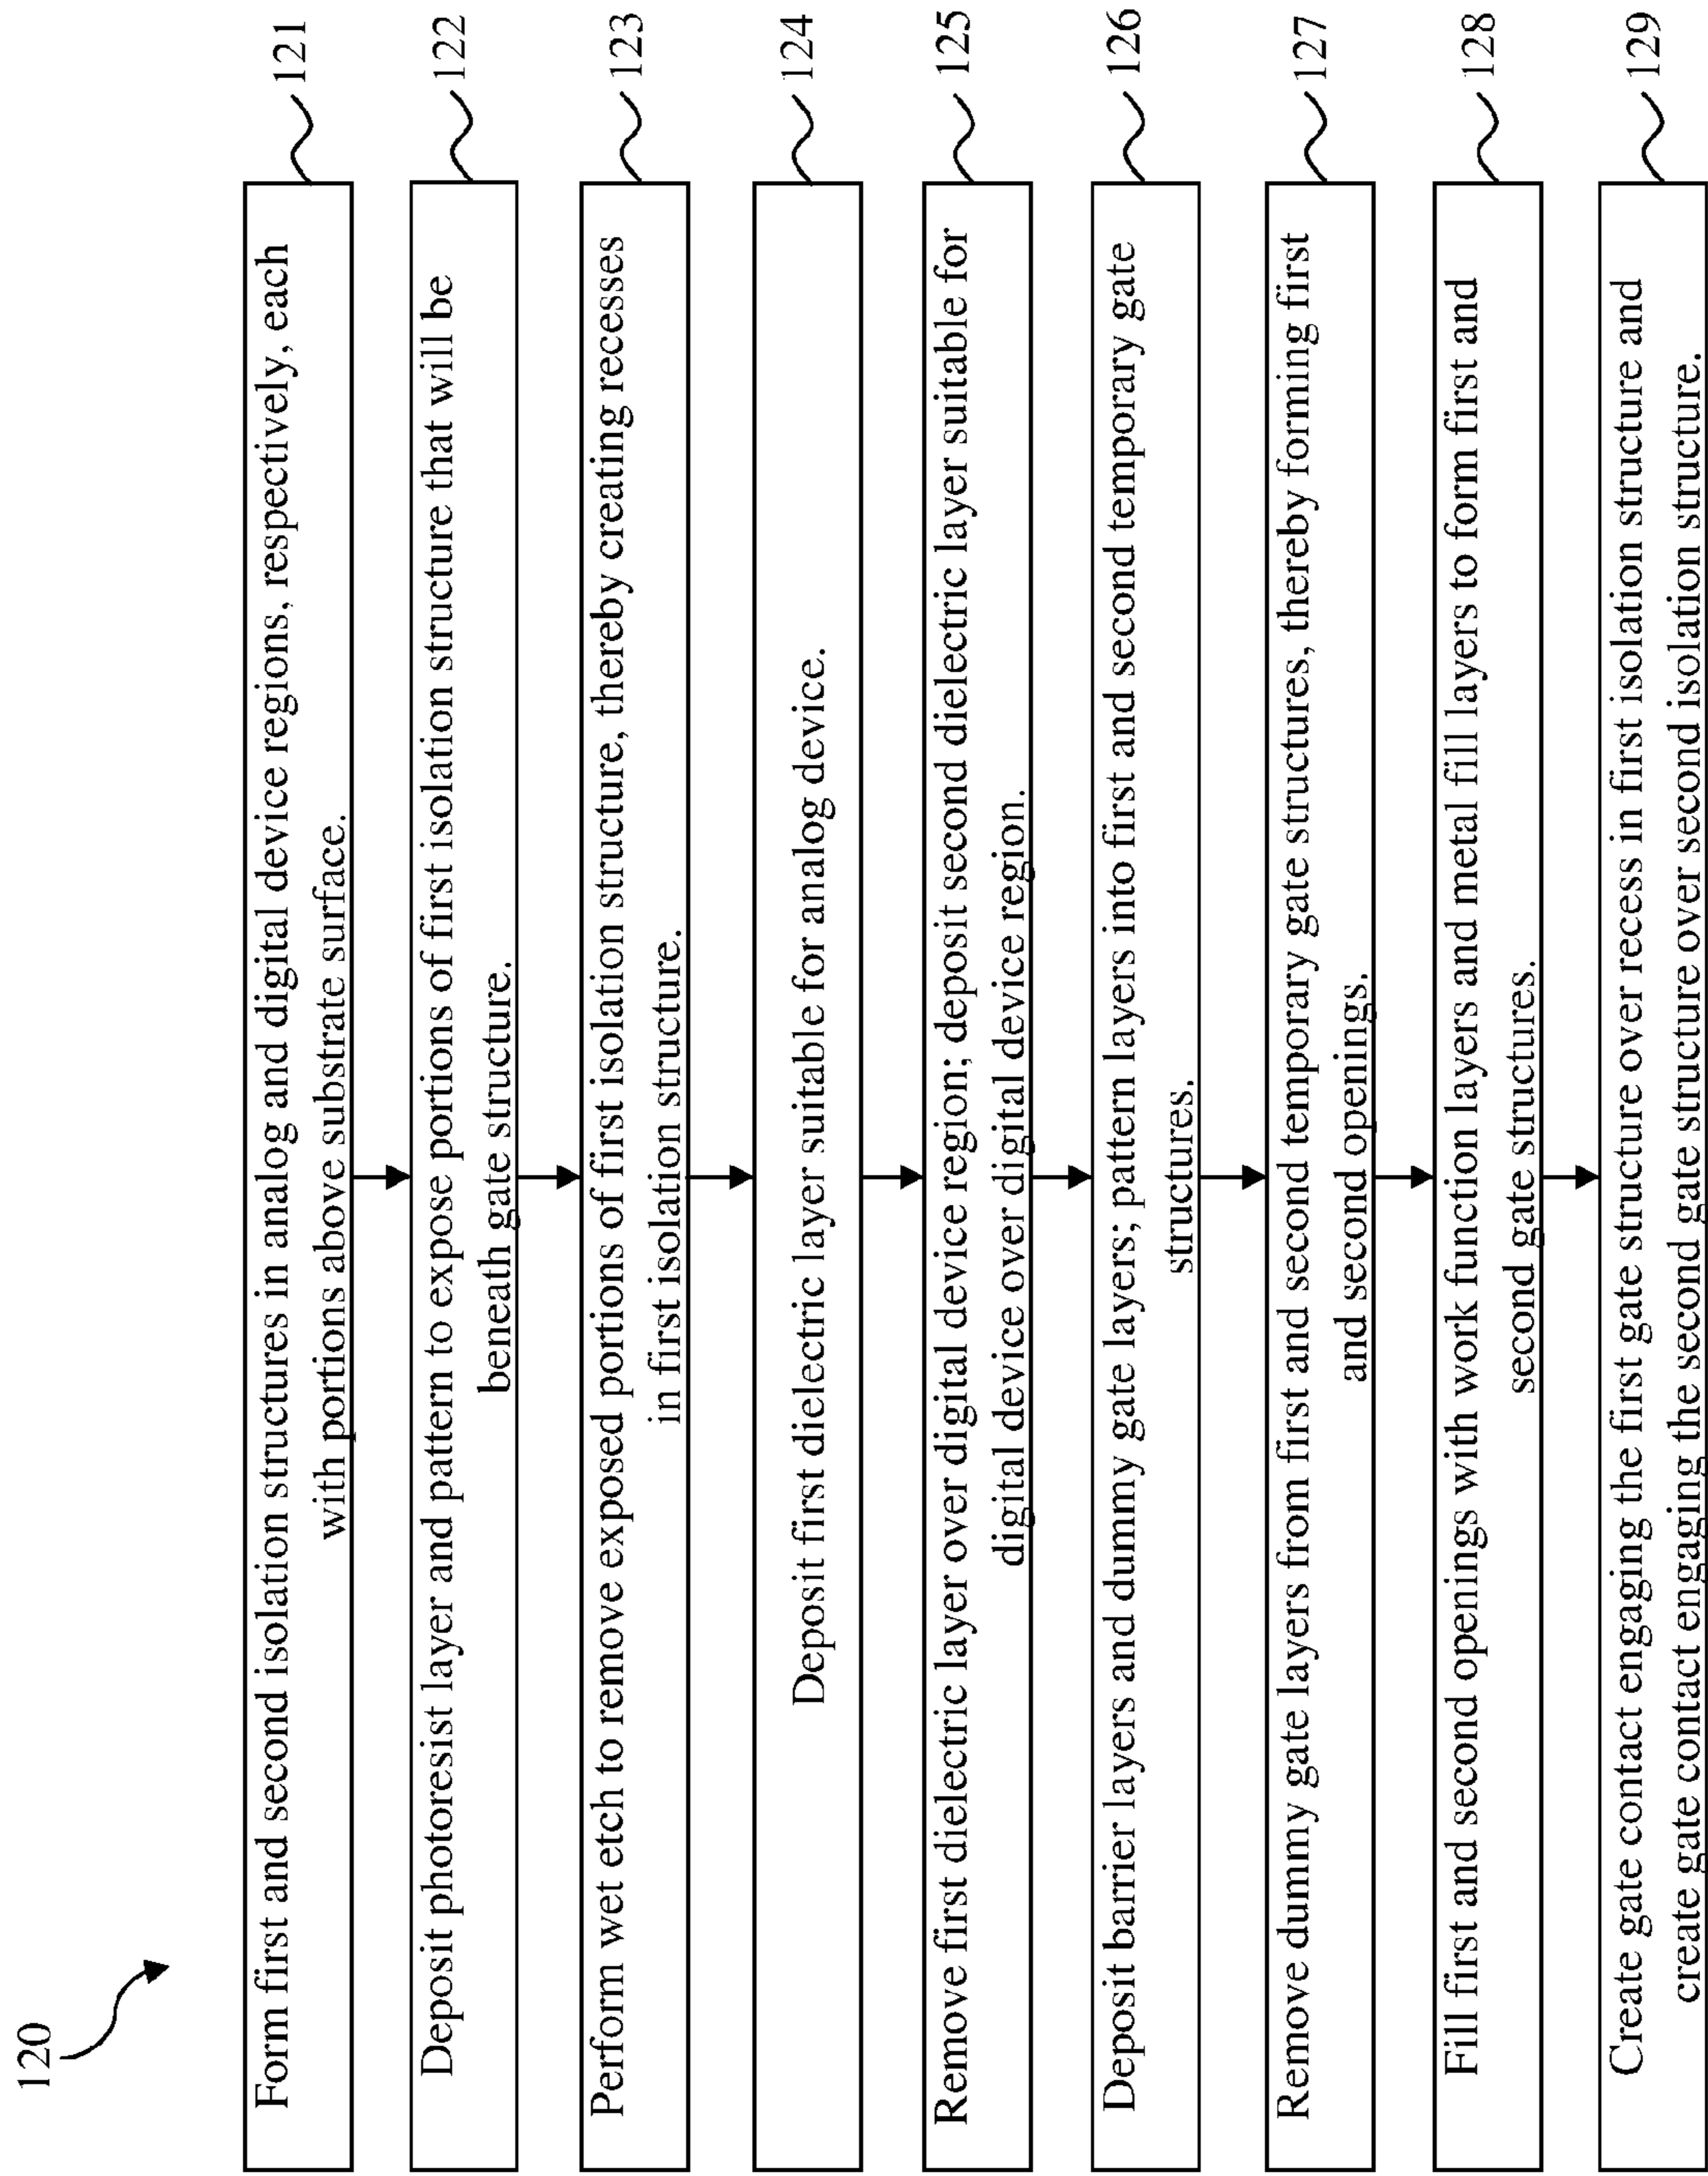 120
Form first and second isolation structures in analog and digital device regions, respectively, each
with portions above substrate surface.
121
Deposit photoresist layer and pattern to expose portions of first isolation structure that will be
beneath gate structure.
122
Perform wet etch to remove exposed portions of first isolation structure, thereby creating recesses
in first isolation structure.
123
Deposit first dielectric layer suitable for analog device.
124
Remove first dielectric layer over digital device region; deposit second dielectric layer suitable for
digital device over digital device region.
125
Deposit barrier layers and dummy gate layers; pattern layers into first and second temporary gate
structures.
126
Remove dummy gate layers from first and second temporary gate structures, thereby forming first
and second openings.
127
Fill first and second openings with work function layers and metal fill layers to form first and
second gate structures.
128
Create gate contact engaging the first gate structure over recess in first isolation structure and
create gate contact engaging the second gate structure over second isolation structure.
129